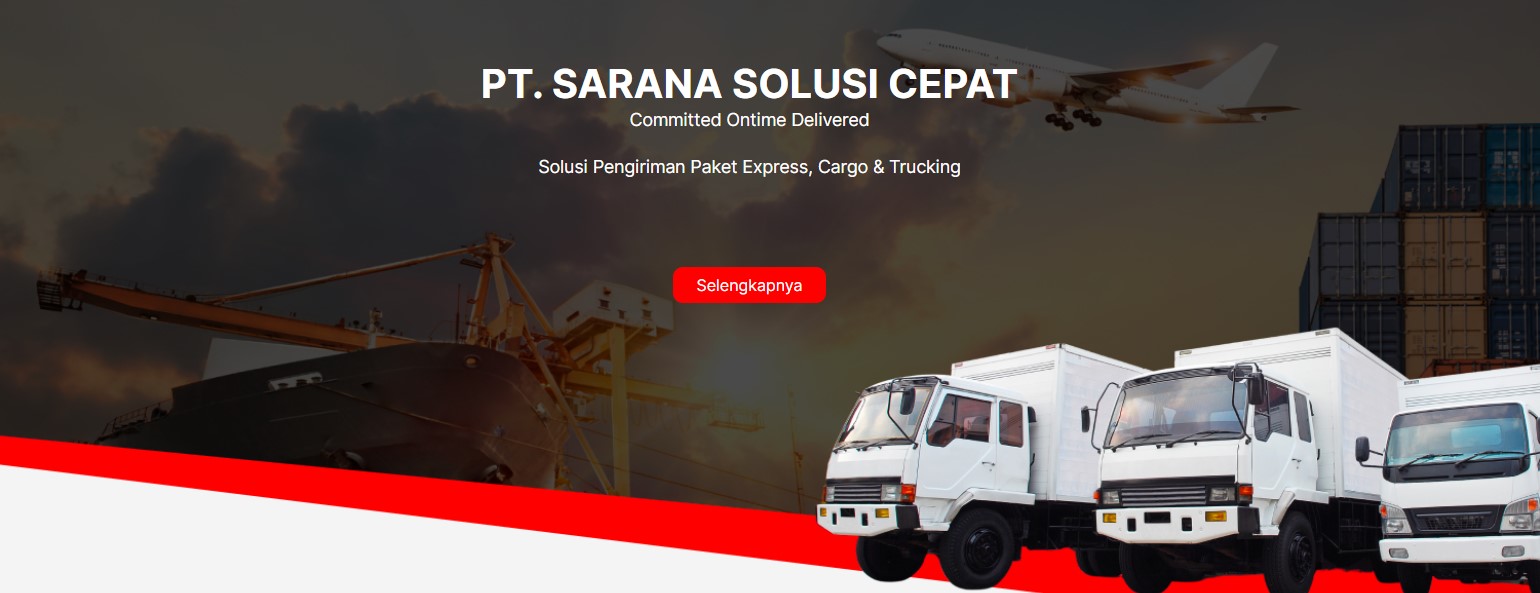 PT. SARANA SOLUSI CEPAT
Committed Ontime Delivered
Solusi Pengiriman Paket Express, Cargo & Trucking
Selengkapnya